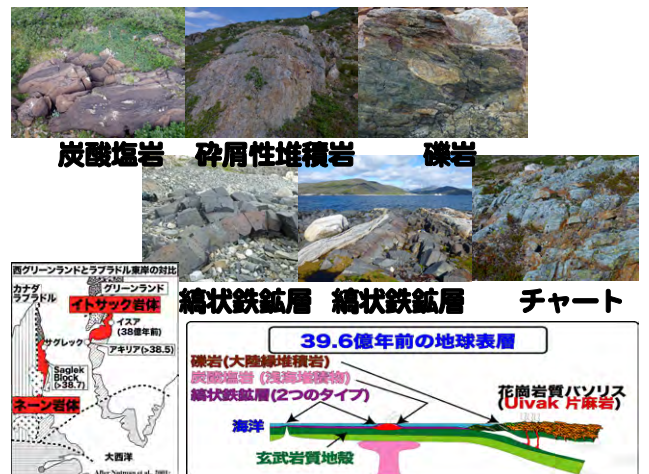 炭酸塩岩 砕屑性堆積岩 礫岩
縞状鉄鉱層 縞状鉄鉱層 チャート
西グリーンランドとラブラドル東岸の対比
カナダ
ラブラドル
グリーンランド
イトサック岩体
イスア
(38億年前)
サグレック
アキリア(>38.5)
Saglek
Block
(>38.7)
ネーン岩体
大西洋
After Nutman et al., 2001;
39.6億年前の地球表層
礫岩(大陸縁堆積岩)
炭酸塩岩 (浅海堆積物)
縞状鉄鉱層(2つのタイプ)
花崗岩質バソリス
(Uivak 片麻岩)
海洋
玄武岩質地殻